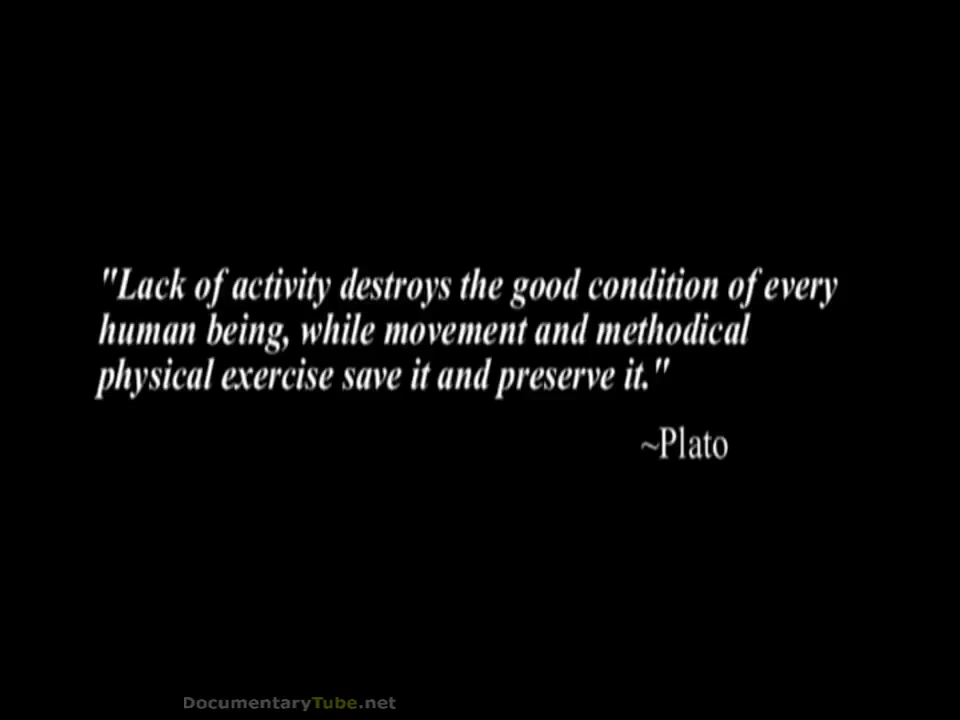 "Lack of activity destroys the good condition of every
human being, while movement and methodical
physical exercise save it and preserve it."
~Plato
DocumentaryTube.net